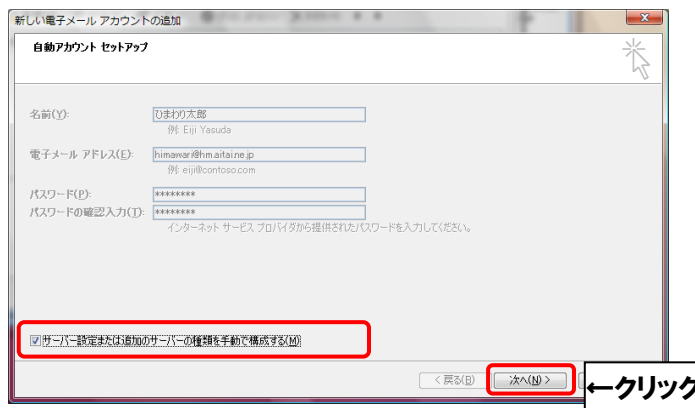 新しい電子メール アカウントの追加
自動アカウント セットアップ
名前(Y):
ひまわり太郎
例: Eiji Yasuda
電子メール アドレス(E):
himawari@hm.aitai.ne.jp
例: eiji@contoso.com
パスワード(P):
********
パスワードの確認入力(T):
********
インターネット サービス プロバイダから提供されたパスワードを入力してください。
サーバー設定または追加のサーバーの種類を手動で構成する(M)
< 戻る(B)
次へ(N) >
←クリック